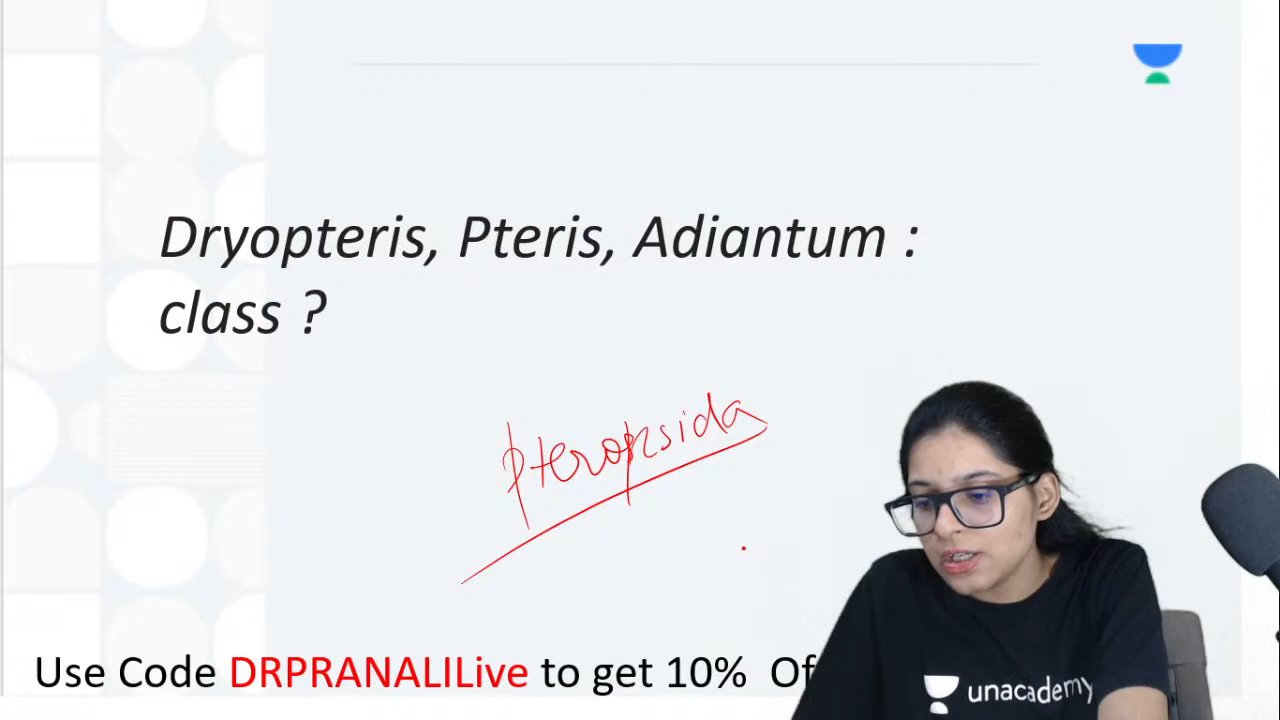 Dryopteris, Pteris, Adiantum :
class ?
pteropsida
Use Code DRPRANALILive to get 10% Of
unacademy